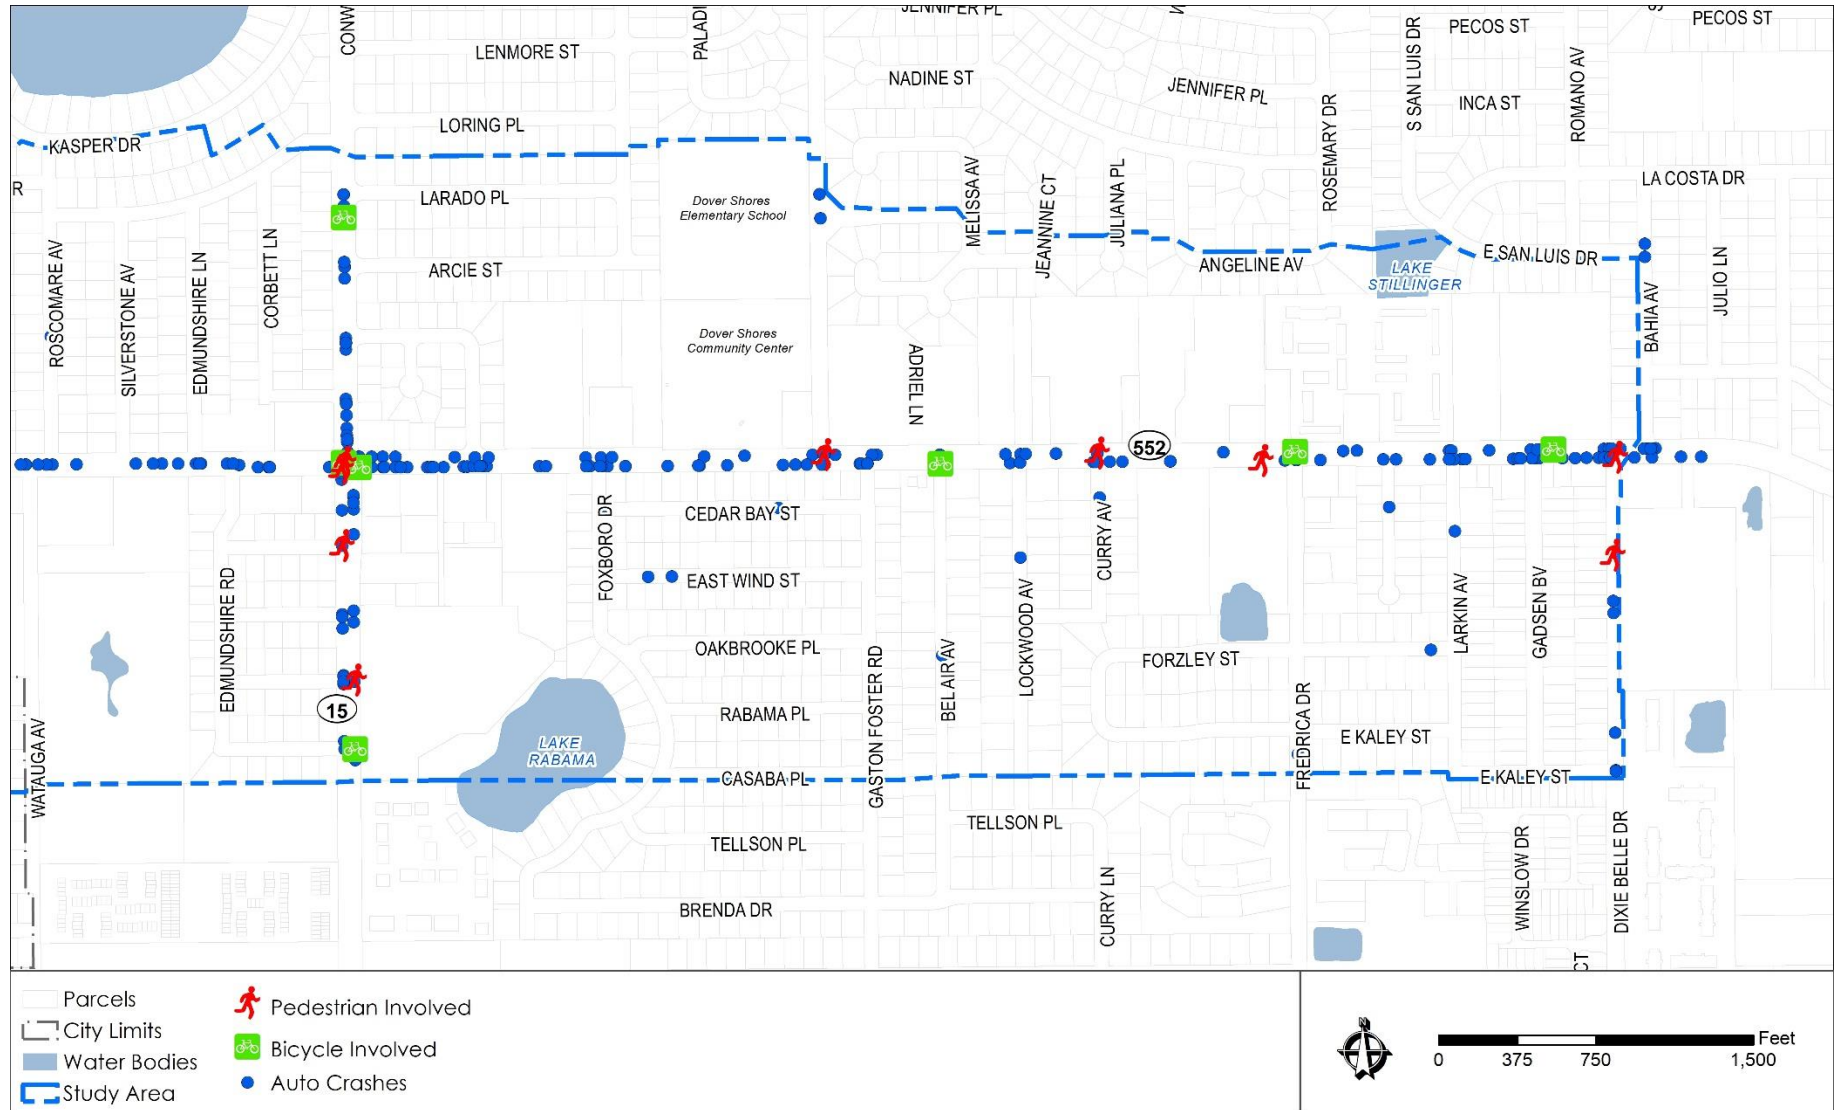 JENNIFER PL
PECOS ST
PECOS ST
CONW
PALADI
LENMORE ST
NADINE ST
JENNIFER PL
S SAN LUIS DR
INCA ST
ROMANO AV
LORING PL
KASPER DR
ROSEMARY DR
R
LARADO PL
Dover Shores
Elementary School
MELISSA AV
JEANNINE CT
JULIANA PL
LA COSTA DR
ROSCOMARE AV
SILVERSTONE AV
EDMUNDSHIRE LN
CORBETT LN
ARCIE ST
ANGELINE AV
LAKE
STILLINGER
E SAN LUIS DR
BAHIA AV
JULIO LN
Dover Shores
Community Center
ADRIELL LN
552
FOXBORO DR
CEDAR BAY ST
CURRY AV
EAST WIND ST
EDMUNDSHIRE RD
LOCKWOOD AV
LARKIN AV
GADSEN BV
OAKBROOKE PL
GASTON FOSTER RD
BELAIR AV
FORZLEY ST
15
RABAMA PL
FREDRICA DR
E KALEY ST
WATAUGA AV
LAKE
RABAMA
CASABA PL
E KALEY ST
TELLSON PL
TELLSON PL
WINSLOW DR
DIXIE BELLE DR
BRENDA DR
CURRY LN
CT
Parcels
City Limits
Water Bodies
Study Area
Pedestrian Involved
Bicycle Involved
Auto Crashes
N
Feet
0 375 750 1,500